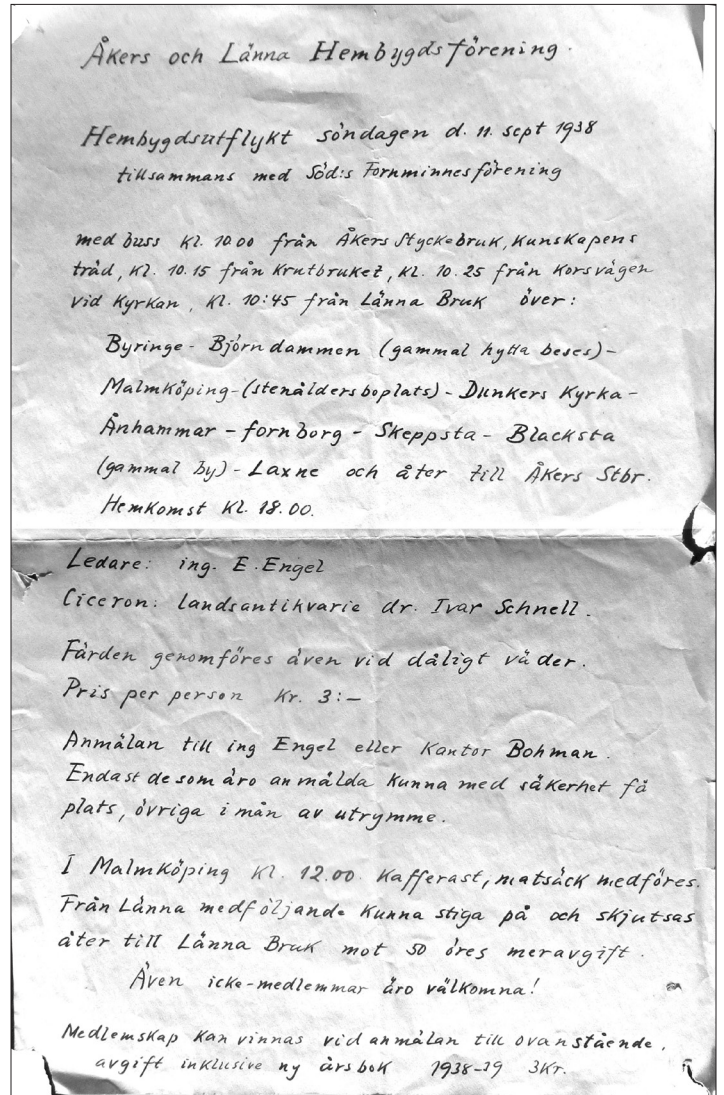 Åkers och Länna Hembygdsförening.
Hembygdsutflykt söndagen d. 11. sept 1938
tillsammans med Söd:s Fornminnesförening
med buss kl. 10.00 från Åkers Styckebruk, kunskapens
träd, kl. 10.15 från Krutbruket, kl. 10.25 från Korsvägen
vid kyrkan, kl. 10:45 från Länna Bruk över:
Byringe - Björndammen (gammal hytta beses) -
Malmköping - (stenåldersboplats) - Dunkers Kyrka -
Ånhammar - fornborg - Skeppsta - Blacksta
(gammal by) - Laxne och åter till Åkers Stbr.
Hemkomst kl. 18.00.
Ledare: ing. E. Engel
Ciceron: landsantikvarie dr. Ivar Schnell.
Färden genomföres även vid dåligt väder.
Pris per person kr. 3:-
Anmälan till ing Engel eller Kantor Bohman.
Endast de som äro anmälda kunna med säkerhet få
plats, övriga i mån av utrymme.
I Malmköping kl. 12.00. Kafferast, matsäck medföres.
Från Länna medföljande kunna stiga på och skjutsas
åter till Länna Bruk mot 50 öres meravgift.
Även icke-medlemmar äro välkomna!
Medlemskap kan vinnas vid anmälan till ovanstående.
avgift inklusive ny årsbok 1938-39 3Kr.